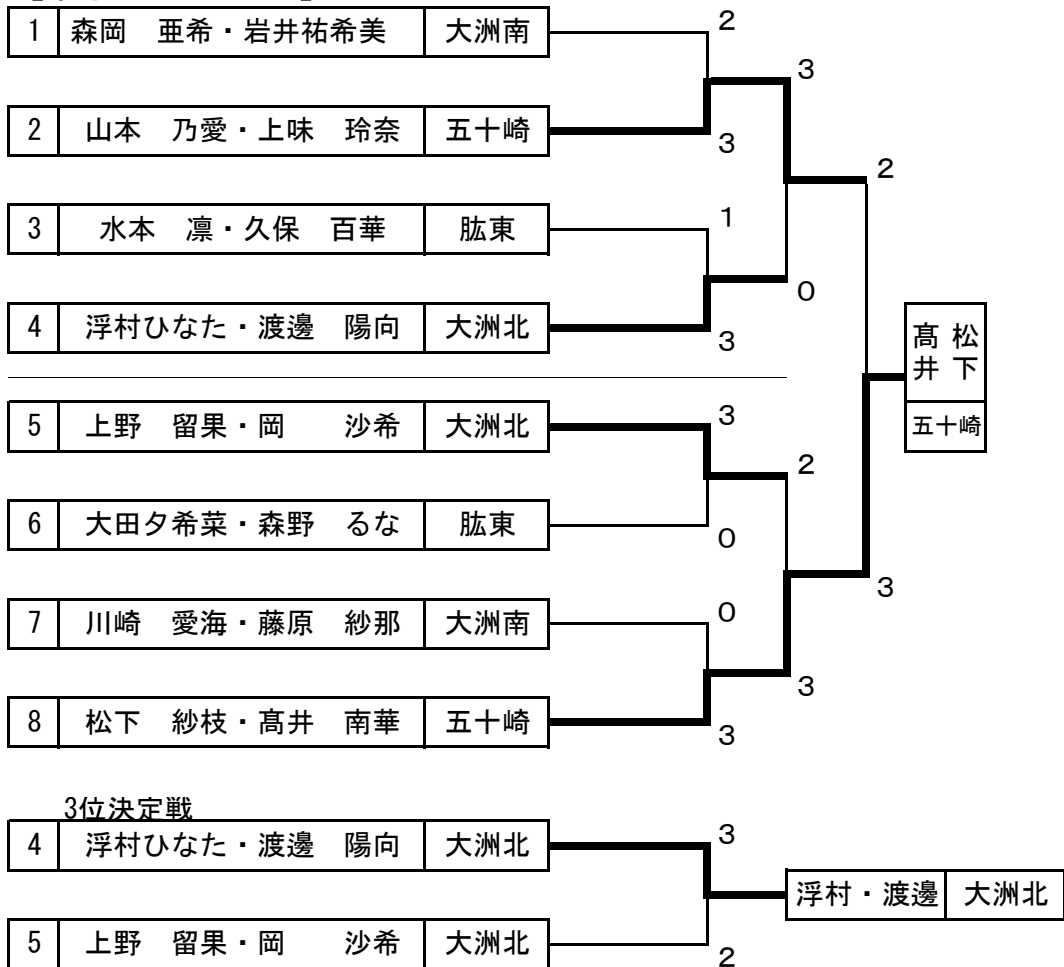 1 森岡　亜希・岩井祐希美 大洲南
2
3
2 山本　乃愛・上味　玲奈 五十崎
3
2
3 水本　凛・久保　百華 肱東
1
0
4 浮村ひなた・渡邊　陽向 大洲北
3
髙 松
井 下
五十崎
5 上野　留果・岡　　沙希 大洲北
3
2
6 大田夕希菜・森野　るな 肱東
0
3
7 川崎　愛海・藤原　紗那 大洲南
0
3
8 松下　紗枝・髙井　南華 五十崎
3
3位決定戦
4 浮村ひなた・渡邊　陽向 大洲北
3
浮村・渡邊 大洲北
5 上野　留果・岡　　沙希 大洲北
2